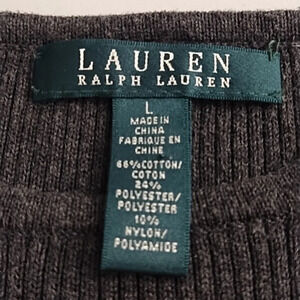 LAUREN
RALPH LAUREN
L
MADE IN
CHINA
FABRIQUE EN
CHINE
66%COTTON/
COTON
24%
POLYESTER/
POLYESTER
10%
NYLON/
POLYAMIDE